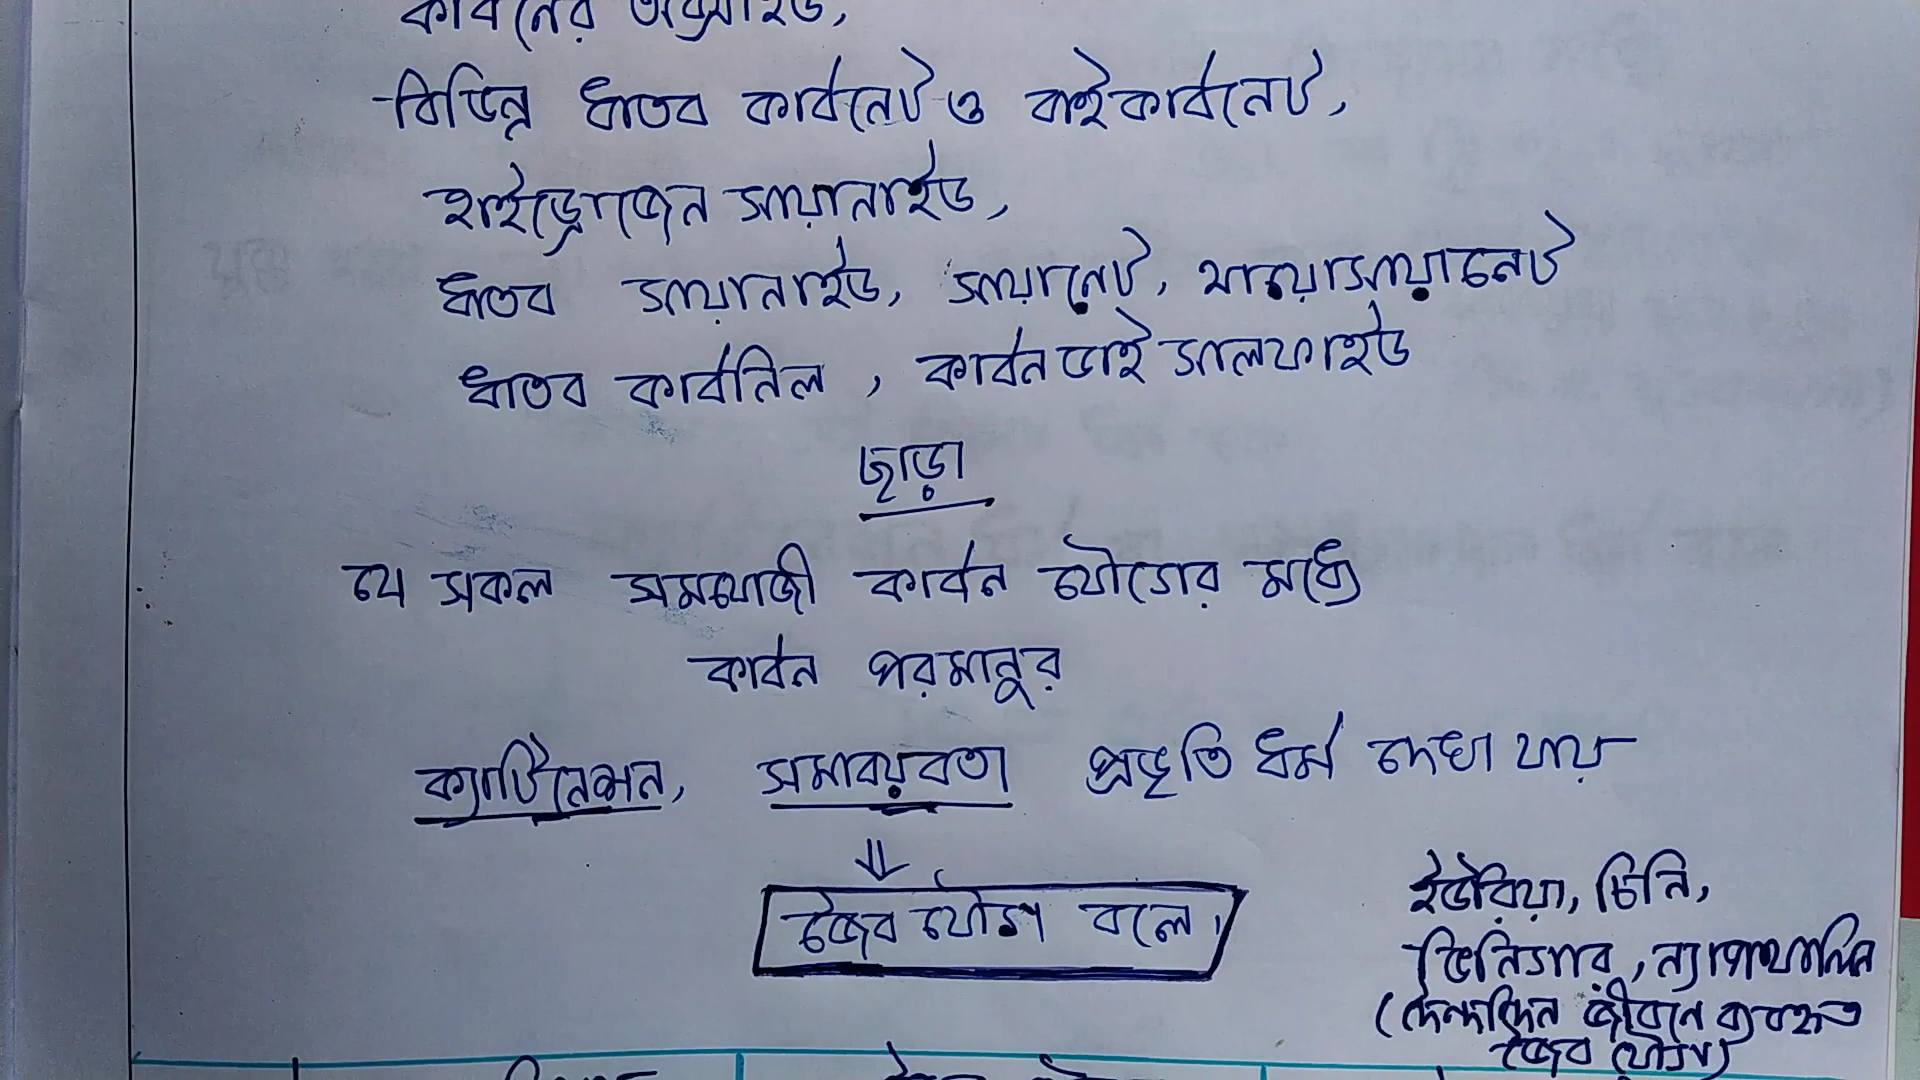 কার্বনের অক্সাইড,
বিভিন্ন ধাতব কার্বনেট ও বাইকার্বনেট,
হাইড্রোজেন সায়ানাইড,
ধাতব সায়ানাইড, সায়ানেট, থায়োসায়ানেট
ধাতব কার্বনিল, কার্বন ডাই সালফাইড
ছাড়া
যে সকল সমযোজী কার্বন যৌগের মধ্যে
কার্বন পরমানুর
ক্যাটিনেশন, সমাবয়বতা প্রভৃতি ধর্ম দেখা যায়
⇓
জৈব যৌগ বলে।
ইউরিয়া, চিনি,
ভিনিগার, ন্যাপথালিন
(দৈনন্দিন জীবনে ব্যবহৃত
জৈব যৌগ)